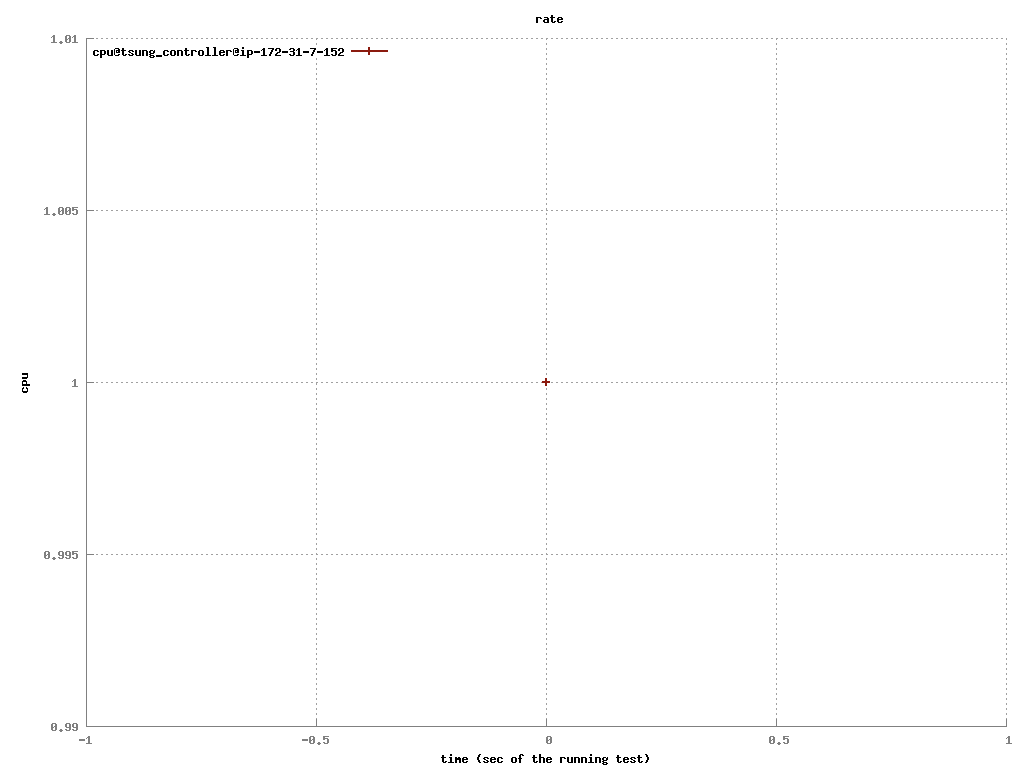 rate
1.01
cpu@tsung_controller@ip-172-31-7-152
1.005
cpu
1
0.995
0.99
-1 -0.5 0 0.5 1
time (sec of the running test)